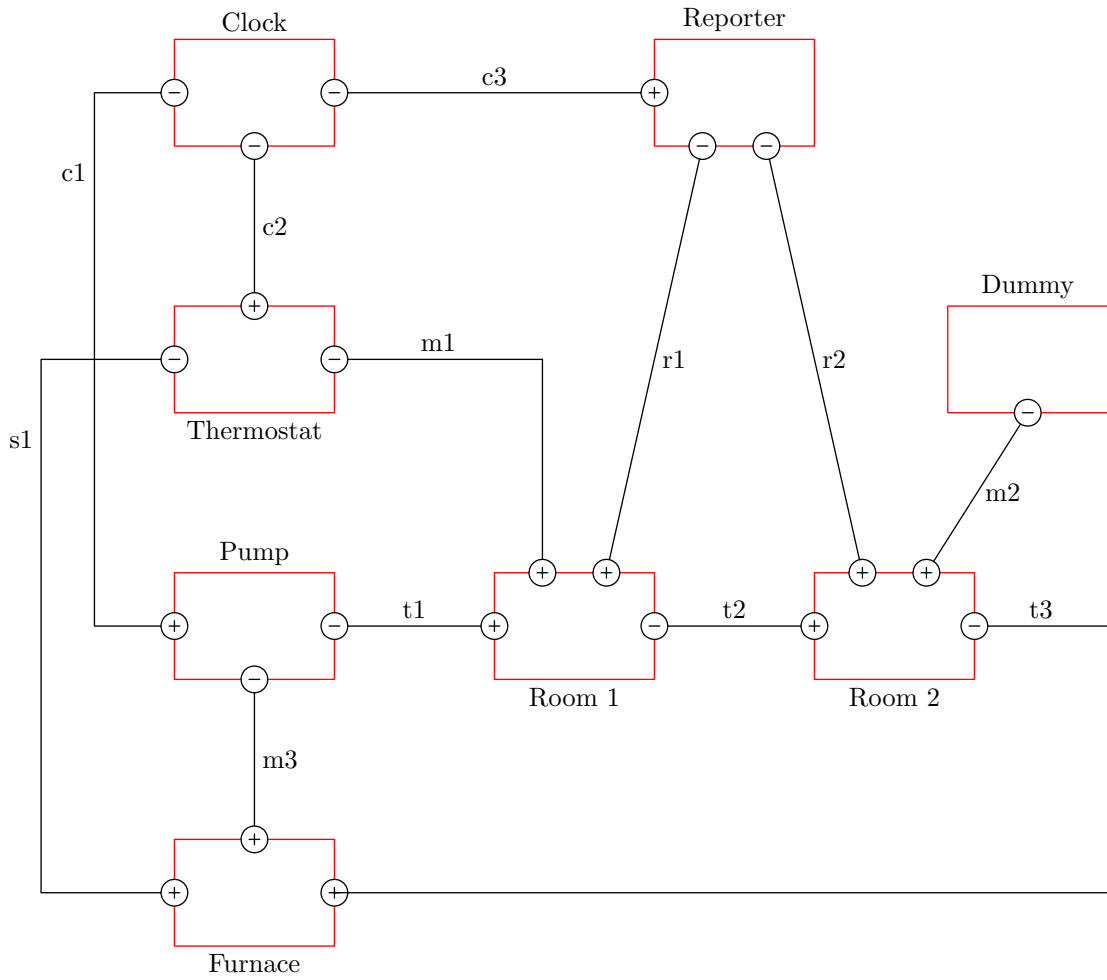 Clock
Reporter
c3
c1
c2
Dummy
m1
r1
r2
Thermostat
s1
m2
Pump
t1
t2
t3
Room 1
Room 2
m3
Furnace